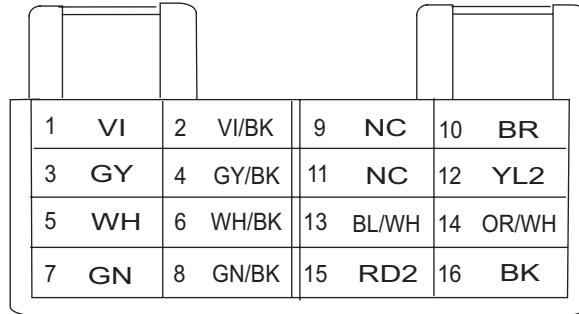 1 VI 2 VI/BK 9 NC 10 BR
3 GY 4 GY/BK 11 NC 12 YL2
5 WH 6 WH/BK 13 BL/WH 14 OR/WH
7 GN 8 GN/BK 15 RD2 16 BK